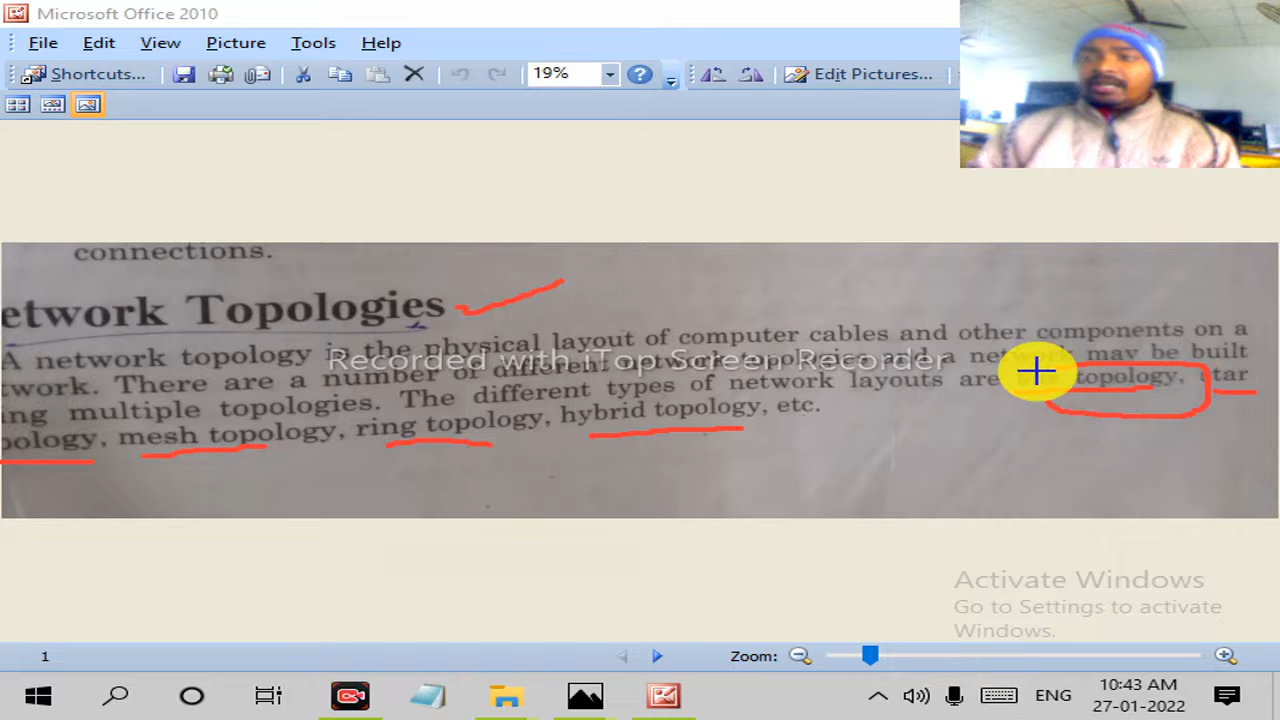 Microsoft Office 2010
File Edit View Picture Tools Help
Shortcuts... 19% Edit Pictures...
connections.
etwork Topologies
A network topology is the physical layout of computer cables and other components on a
twork. There are a number of different network topologies and a network may be built
ing multiple topologies. The different types of network layouts are topology, star
pology, mesh topology, ring topology, hybrid topology, etc.
Recorded with iTop Screen Recorder
Activate Windows
Go to Settings to activate
Windows.
1 Zoom:
ENG 10:43 AM
27-01-2022